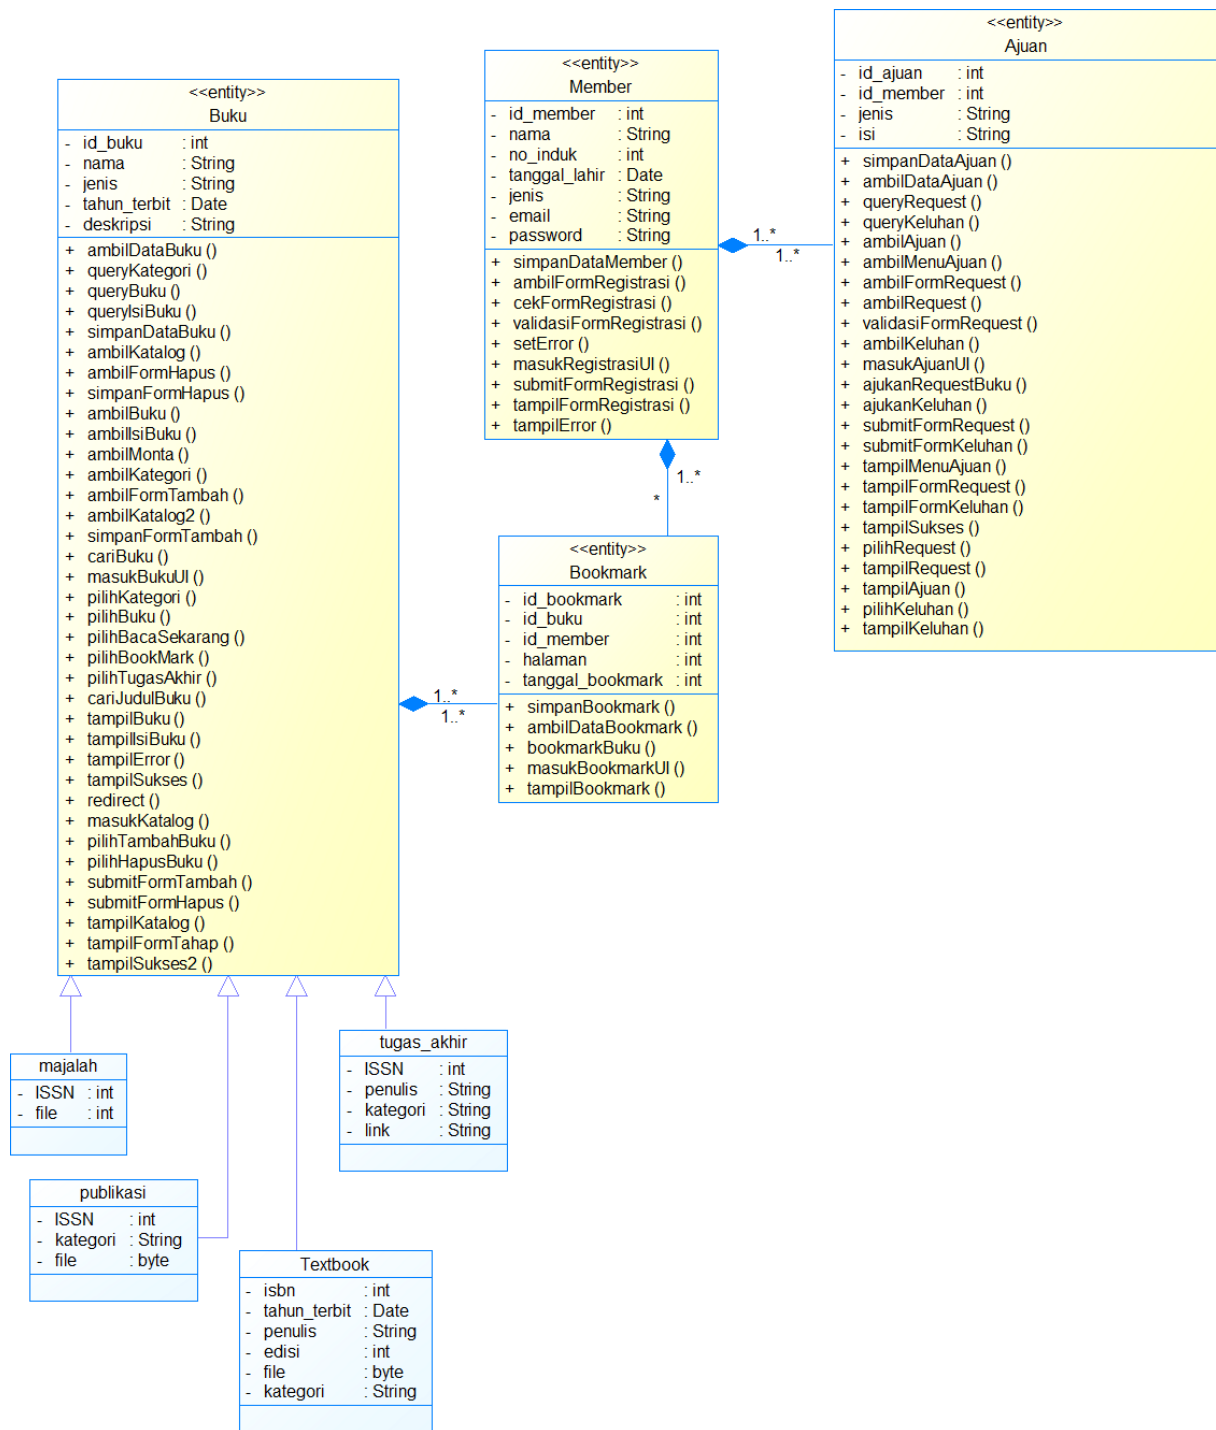 <<entity>>
Buku
- id_buku : int
- nama : String
- jenis : String
- tahun_terbit : Date
- deskripsi : String
+ ambilDataBuku ()
+ queryKategori ()
+ queryBuku ()
+ queryIsiBuku ()
+ simpanDataBuku ()
+ ambilKatalog ()
+ ambilFormHapus ()
+ simpanFormHapus ()
+ ambilBuku ()
+ ambilIsiBuku ()
+ ambilMonta ()
+ ambilKategori ()
+ ambilFormTambah ()
+ ambilKatalog2 ()
+ simpanFormTambah ()
+ cariBuku ()
+ masukBukuUI ()
+ pilihKategori ()
+ pilihBuku ()
+ pilihBacaSekarang ()
+ pilihBookMark ()
+ pilihTugasAkhir ()
+ cariJudulBuku ()
+ tampilBuku ()
+ tampilIsiBuku ()
+ tampilError ()
+ tampilSukses ()
+ redirect ()
+ masukKatalog ()
+ pilihTambahBuku ()
+ pilihHapusBuku ()
+ submitFormTambah ()
+ submitFormHapus ()
+ tampilKatalog ()
+ tampilFormTahap ()
+ tampilSukses2 ()
<<entity>>
Member
- id_member : int
- nama : String
- no_induk : int
- tanggal_lahir : Date
- jenis : String
- email : String
- password : String
+ simpanDataMember ()
+ ambilFormRegistrasi ()
+ cekFormRegistrasi ()
+ validasiFormRegistrasi ()
+ setError ()
+ masukRegistrasiUI ()
+ submitFormRegistrasi ()
+ tampilFormRegistrasi ()
+ tampilError ()
1..*
1..*
<<entity>>
Ajuan
- id_ajuan : int
- id_member : int
- jenis : String
- isi : String
+ simpanDataAjuan ()
+ ambilDataAjuan ()
+ queryRequest ()
+ queryKeluhan ()
+ ambilAjuan ()
+ ambilMenuAjuan ()
+ ambilFormRequest ()
+ ambilRequest ()
+ validasiFormRequest ()
+ ambilKeluhan ()
+ masukAjuanUI ()
+ ajukanRequestBuku ()
+ ajukanKeluhan ()
+ submitFormRequest ()
+ submitFormKeluhan ()
+ tampilMenuAjuan ()
+ tampilFormRequest ()
+ tampilFormKeluhan ()
+ tampilSukses ()
+ pilihRequest ()
+ tampilRequest ()
+ tampilAjuan ()
+ pilihKeluhan ()
+ tampilKeluhan ()
1..*
*
<<entity>>
Bookmark
- id_bookmark : int
- id_buku : int
- id_member : int
- halaman : int
- tanggal_bookmark : int
+ simpanBookmark ()
+ ambilDataBookmark ()
+ bookmarkBuku ()
+ masukBookmarkUI ()
+ tampilBookmark ()
1..*
1..*
majalah
- ISSN : int
- file : int
tugas_akhir
- ISSN : int
- penulis : String
- kategori : String
- link : String
publikasi
- ISSN : int
- kategori : String
- file : byte
Textbook
- isbn : int
- tahun_terbit : Date
- penulis : String
- edisi : int
- file : byte
- kategori : String